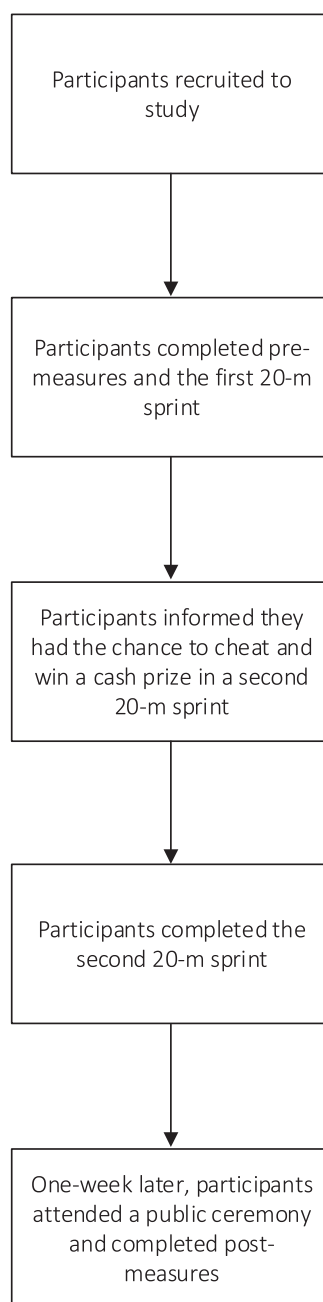 Participants recruited to
study
Participants completed pre-
measures and the first 20-m
sprint
Participants informed they
had the chance to cheat and
win a cash prize in a second
20-m sprint
Participants completed the
second 20-m sprint
One-week later, participants
attended a public ceremony
and completed post-
measures